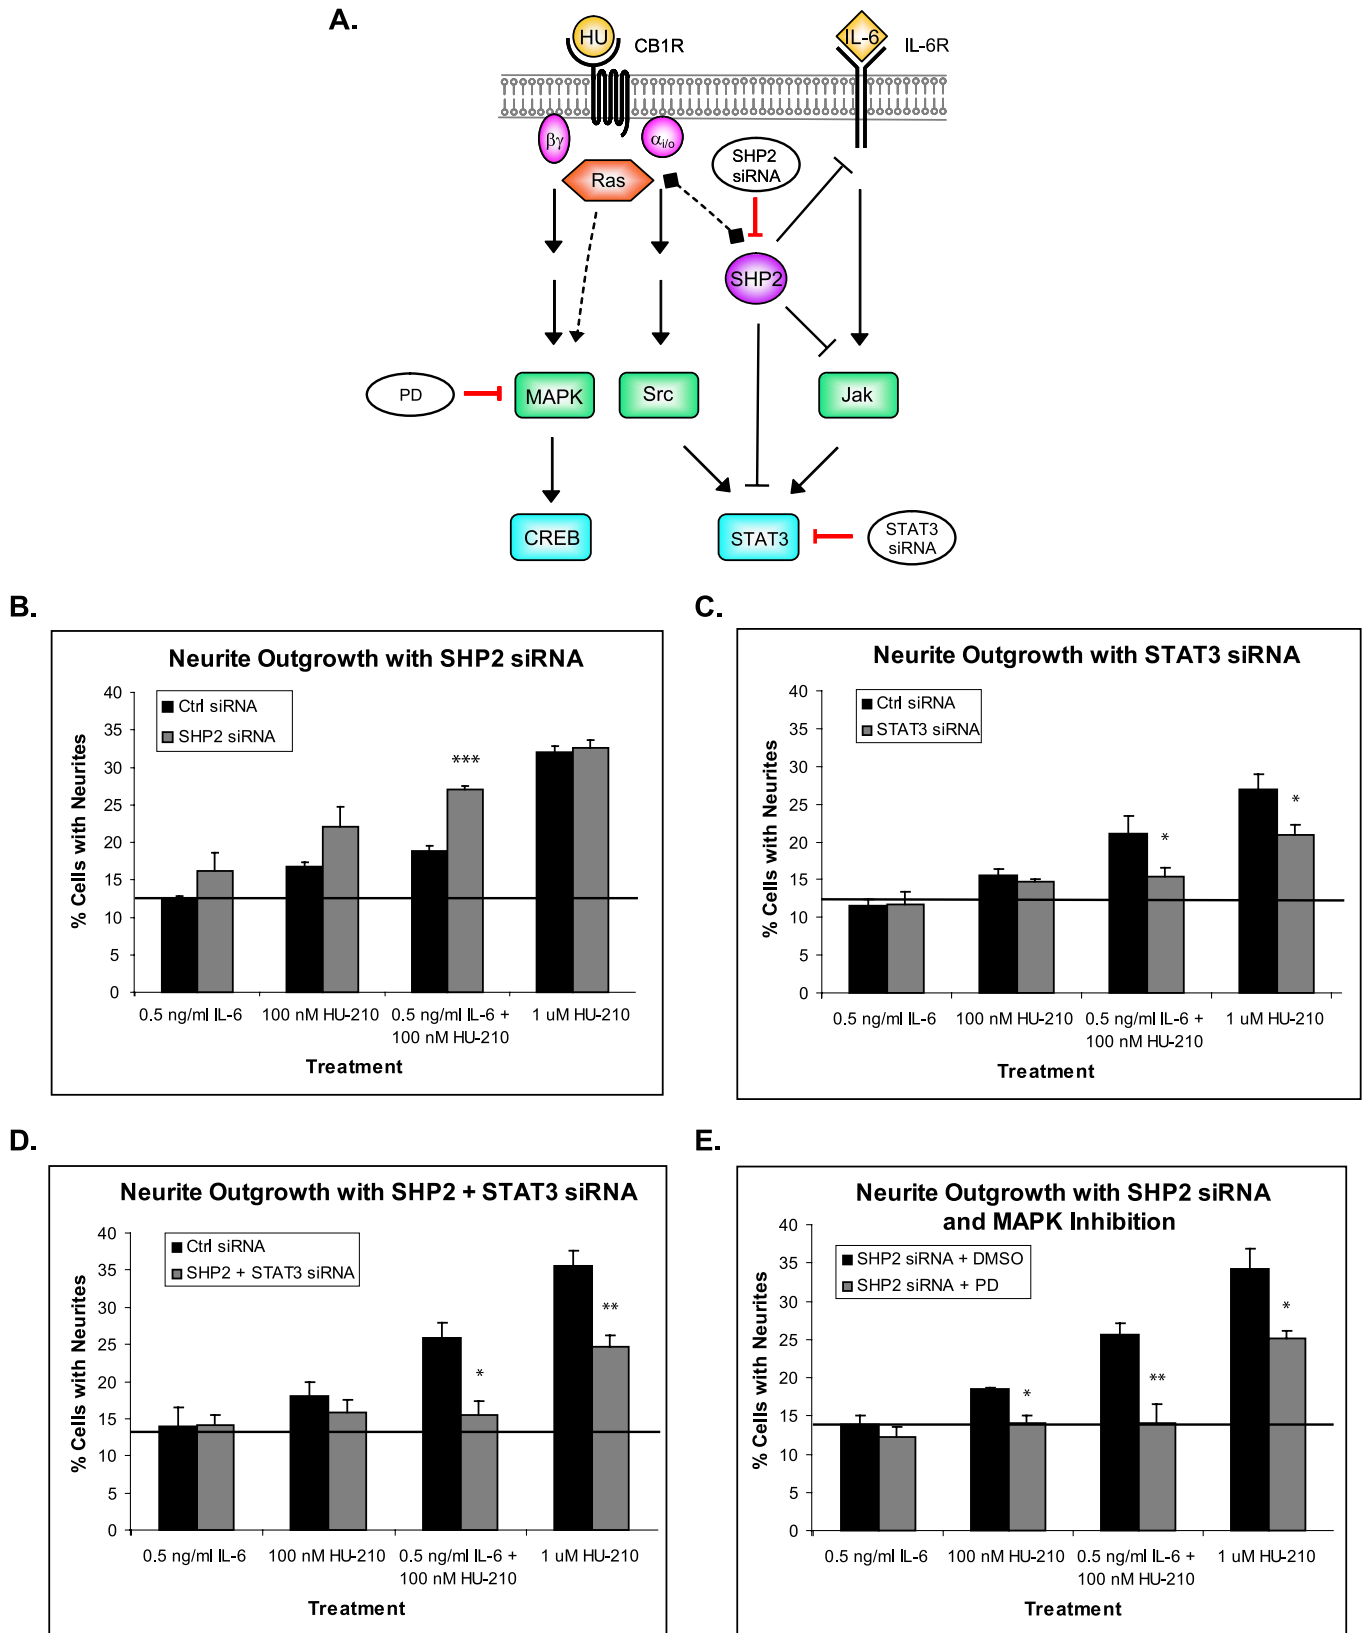 A.
HU
CB1R
IL-6
IL-6R
βγ
αi/o
SHP2
siRNA
Ras
SHP2
PD
MAPK
Src
Jak
CREB
STAT3
STAT3
siRNA
B.
Neurite Outgrowth with SHP2 siRNA
% Cells with Neurites
40
35
30
25
20
15
10
5
0
Ctrl siRNA
SHP2 siRNA
***
0.5 ng/ml IL-6
100 nM HU-210
0.5 ng/ml IL-6 +
100 nM HU-210
1 uM HU-210
Treatment
C.
Neurite Outgrowth with STAT3 siRNA
% Cells with Neurites
40
35
30
25
20
15
10
5
0
Ctrl siRNA
STAT3 siRNA
*
*
0.5 ng/ml IL-6
100 nM HU-210
0.5 ng/ml IL-6 +
100 nM HU-210
1 uM HU-210
Treatment
D.
Neurite Outgrowth with SHP2 + STAT3 siRNA
% Cells with Neurites
40
35
30
25
20
15
10
5
0
Ctrl siRNA
SHP2 + STAT3 siRNA
*
**
0.5 ng/ml IL-6
100 nM HU-210
0.5 ng/ml IL-6 +
100 nM HU-210
1 uM HU-210
Treatment
E.
Neurite Outgrowth with SHP2 siRNA
and MAPK Inhibition
% Cells with Neurites
40
35
30
25
20
15
10
5
0
SHP2 siRNA + DMSO
SHP2 siRNA + PD
*
**
*
0.5 ng/ml IL-6
100 nM HU-210
0.5 ng/ml IL-6 +
100 nM HU-210
1 uM HU-210
Treatment